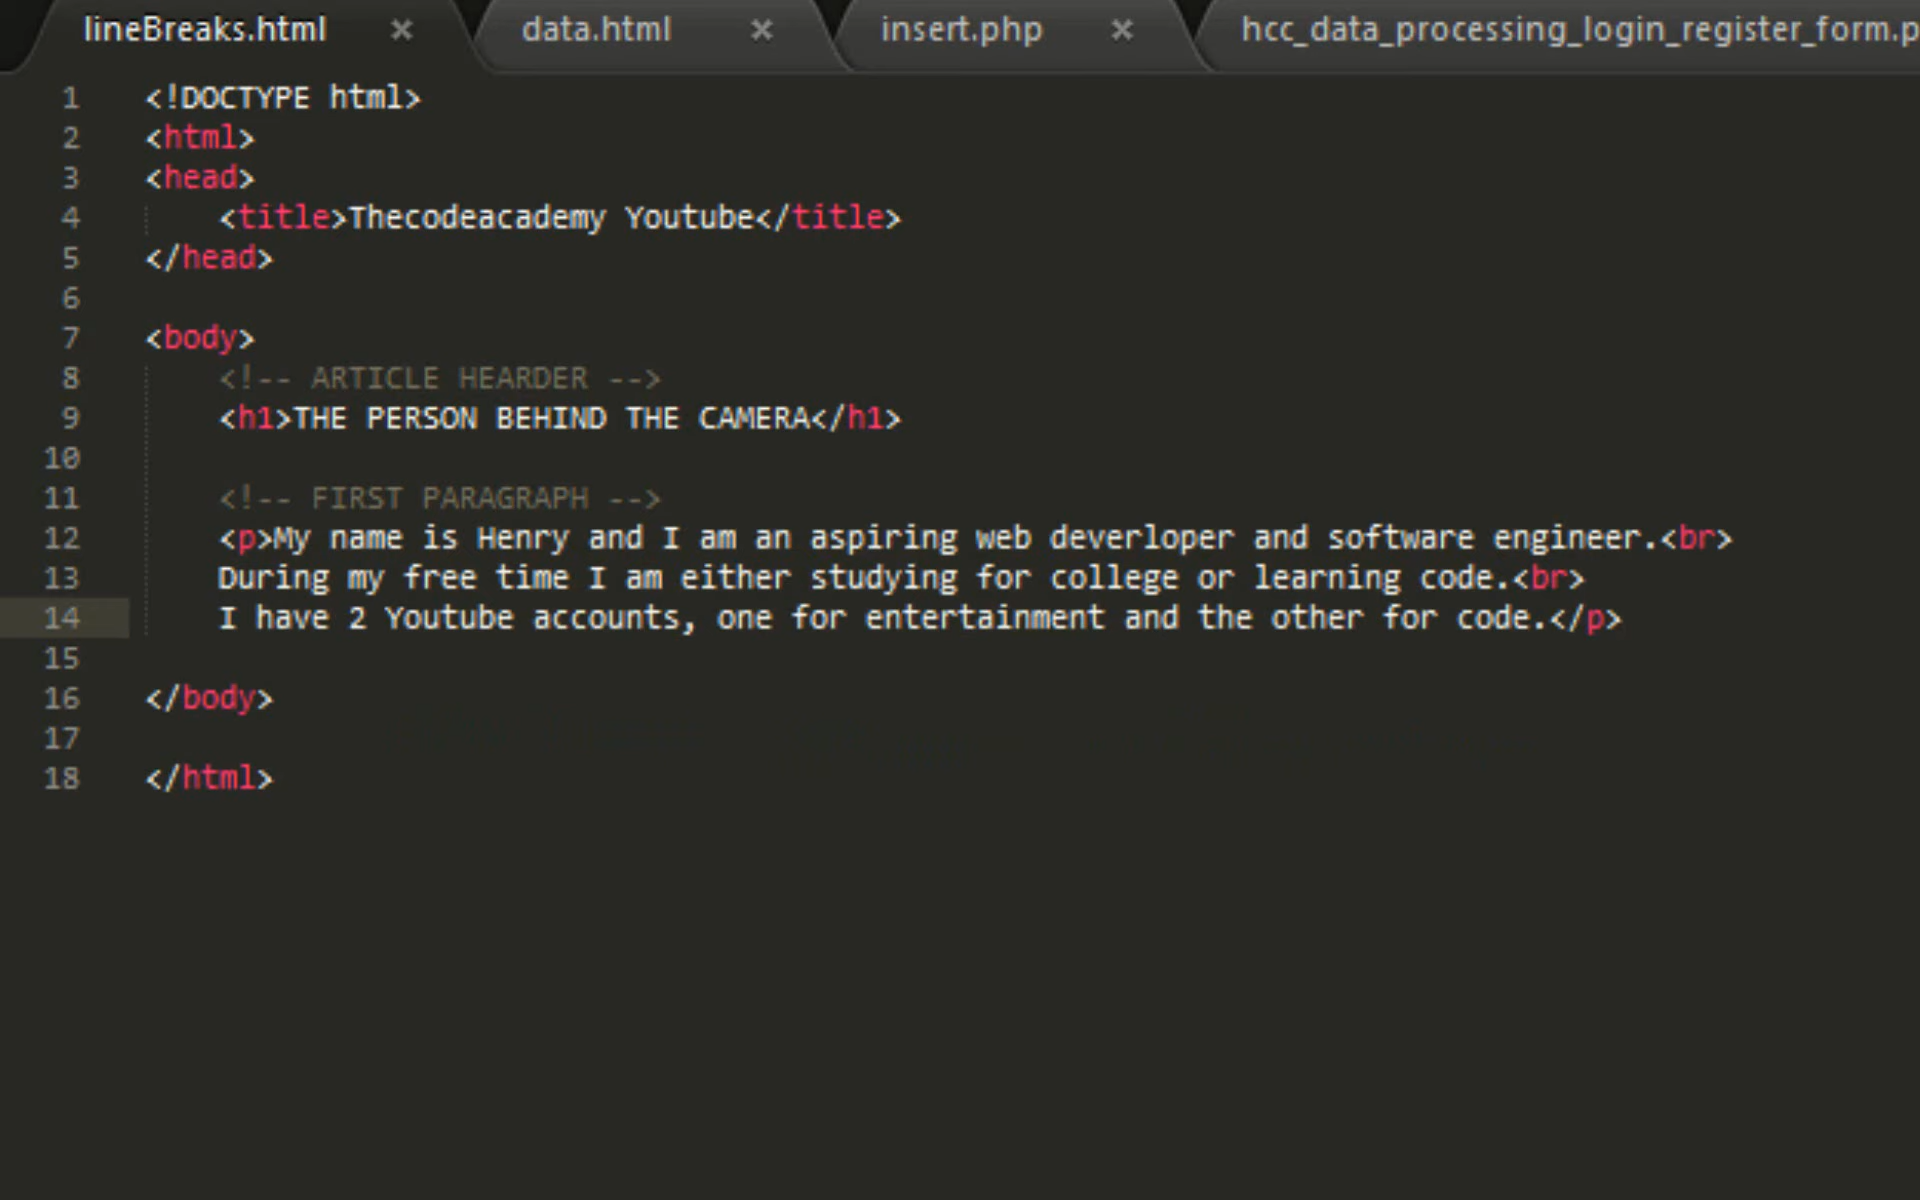 lineBreaks.html × data.html × insert.php × hcc_data_processing_login_register_form.p
1 <!DOCTYPE html>
2 <html>
3 <head>
4 <title>Thecodeacademy Youtube</title>
5 </head>
6
7 <body>
8 <!-- ARTICLE HEARDER -->
9 <h1>THE PERSON BEHIND THE CAMERA</h1>
10
11 <!-- FIRST PARAGRAPH -->
12 <p>My name is Henry and I am an aspiring web deverloper and software engineer.<br>
13 During my free time I am either studying for college or learning code.<br>
14 I have 2 Youtube accounts, one for entertainment and the other for code.</p>
15
16 </body>
17
18 </html>